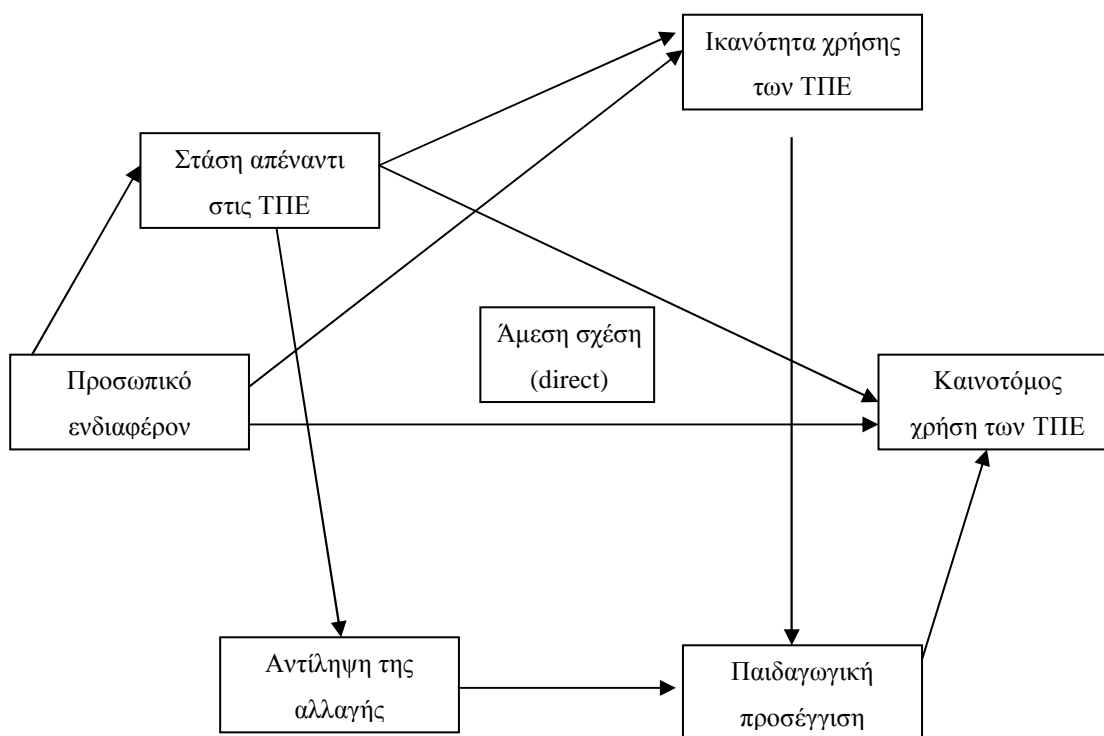 Ικανότητα χρήσης
των ΤΠΕ
Στάση απέναντι
στις ΤΠΕ
Άμεση σχέση
(direct)
Προσωπικό
ενδιαφέρον
Καινοτόμος
χρήση των ΤΠΕ
Αντίληψη της
αλλαγής
Παιδαγωγική
προσέγγιση